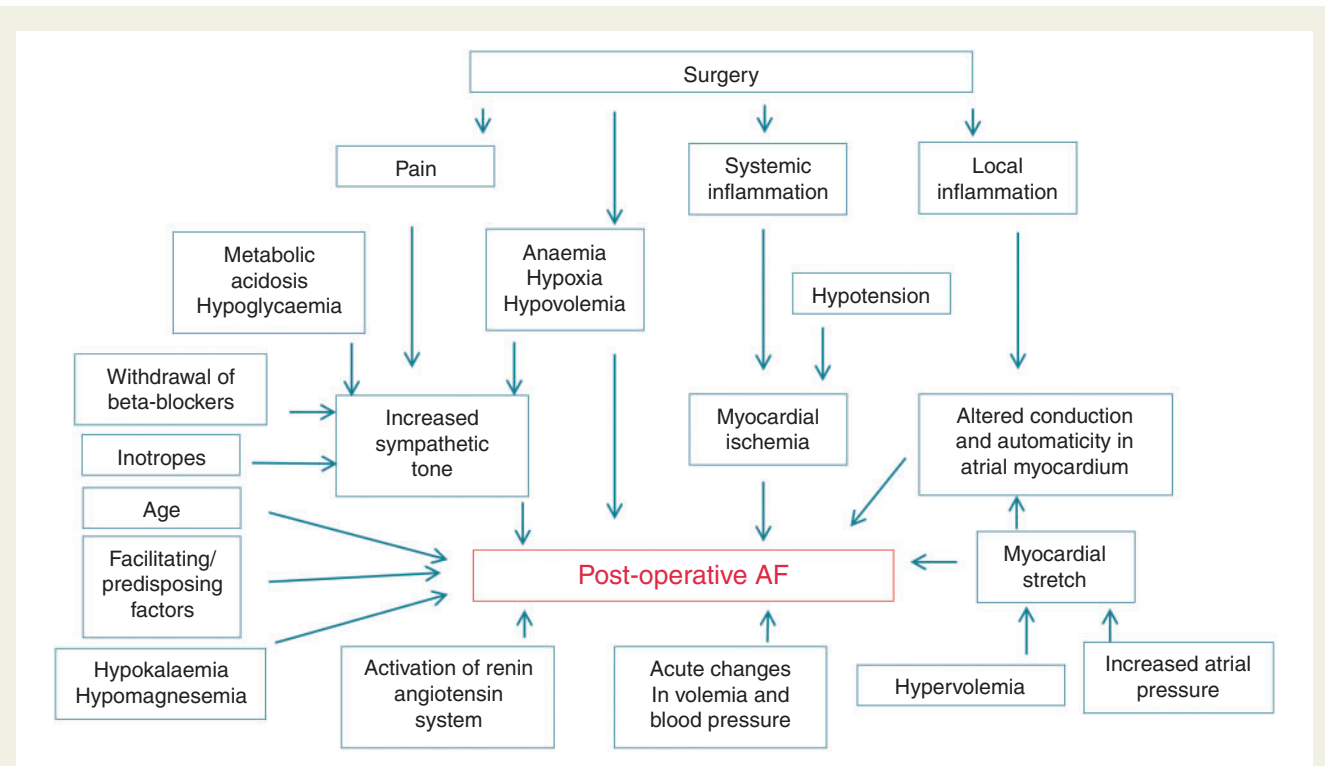 Surgery
Pain
Systemic
inflammation
Local
inflammation
Metabolic
acidosis
Hypoglycaemia
Anaemia
Hypoxia
Hypovolemia
Hypotension
Withdrawal of
beta-blockers
Increased
sympathetic
tone
Myocardial
ischemia
Altered conduction
and automaticity in
atrial myocardium
Inotropes
Age
Facilitating/
predisposing
factors
Post-operative AF
Myocardial
stretch
Hypokalaemia
Hypomagnesemia
Activation of renin
angiotensin
system
Acute changes
In volemia and
blood pressure
Hypervolemia
Increased atrial
pressure